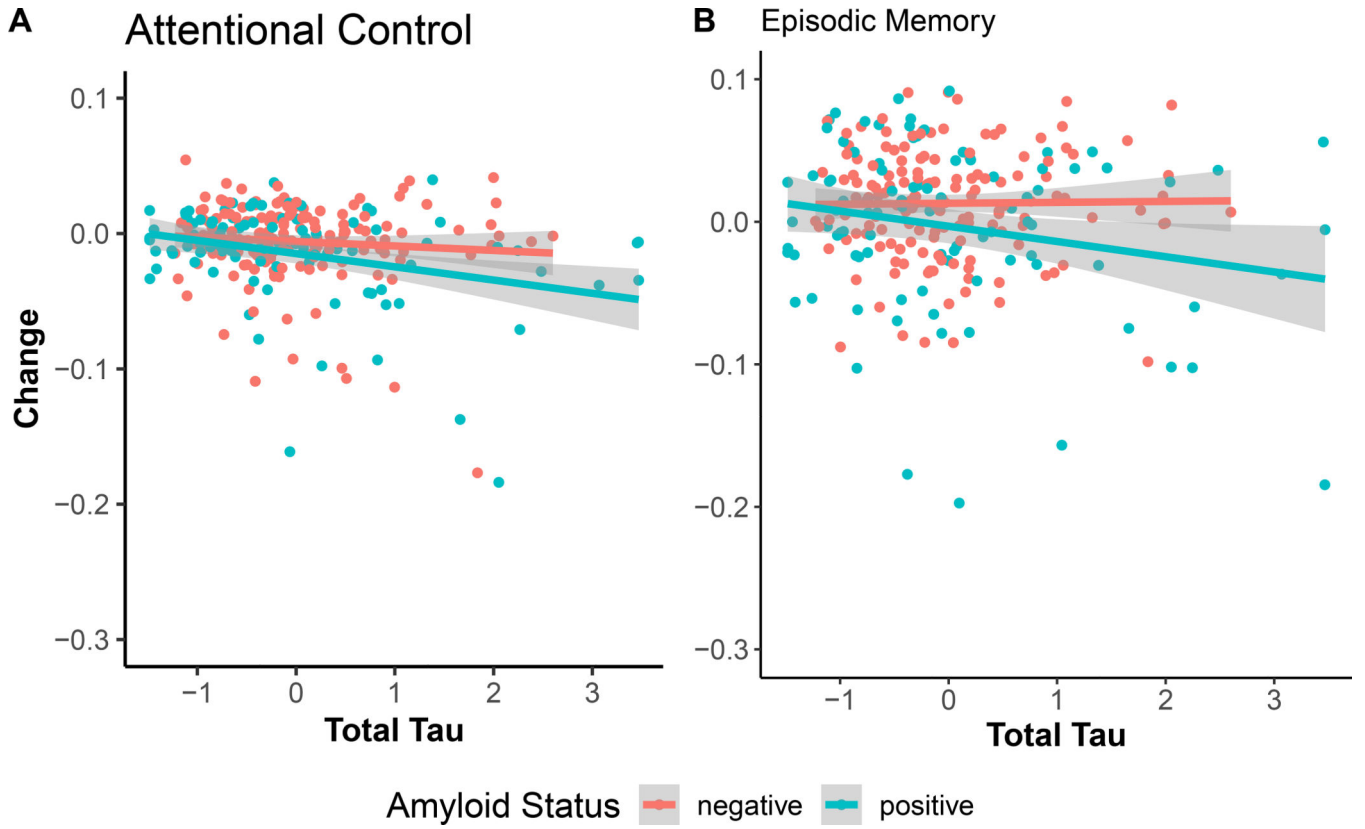 A Attentional Control
0.1
0.0
−0.1
−0.2
−0.3
Change
−1 0 1 2 3
Total Tau
B Episodic Memory
0.1
0.0
−0.1
−0.2
−0.3
−1 0 1 2 3
Total Tau
Amyloid Status negative positive